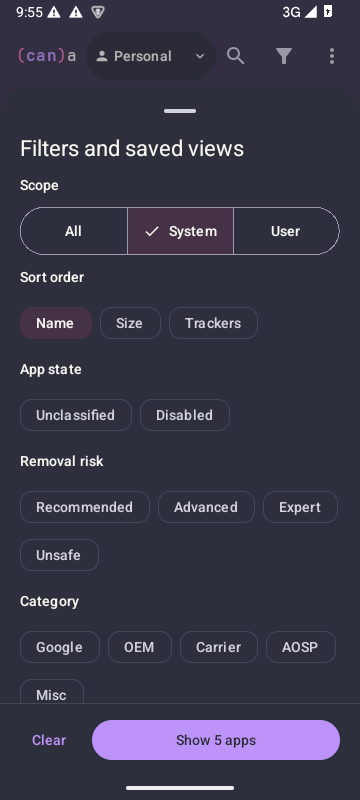 9:55 3G
(can)a Personal
Filters and saved views
Scope
All System User
Sort order
Name Size Trackers
App state
Unclassified Disabled
Removal risk
Recommended Advanced Expert
Unsafe
Category
Google OEM Carrier AOSP
Misc
Clear Show 5 apps